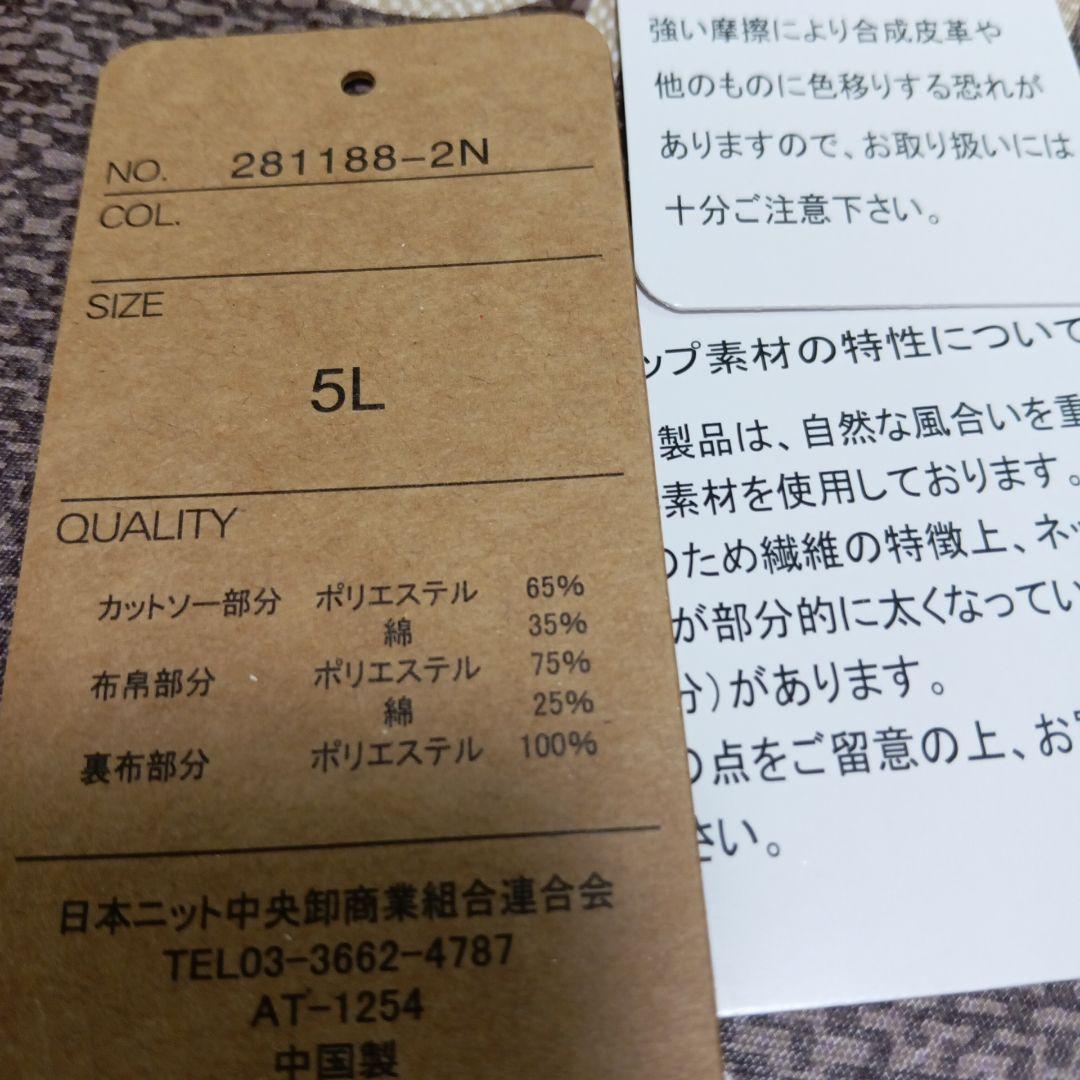 NO. 281188-2N
COL.
SIZE
5L
QUALITY
カットソー部分 ポリエステル 65%
綿 35%
布帛部分 ポリエステル 75%
綿 25%
裏布部分 ポリエステル 100%
日本ニット中央卸商業組合連合会
TEL03-3662-4787
AT-1254
中国製
強い摩擦により合成皮革や
他のものに色移りする恐れが
ありますので、お取り扱いには
十分ご注意下さい。
ップ素材の特性について
製品は、自然な風合いを重
素材を使用しております。
のため繊維の特徴上、ネッ
が部分的に太くなってい
分)があります。
の点をご留意の上、お
さい。